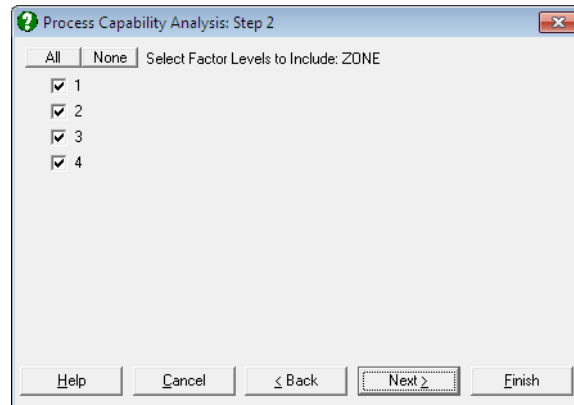 Process Capability Analysis: Step 2
All None Select Factor Levels to Include: ZONE
1
2
3
4
Help Cancel < Back Next > Finish